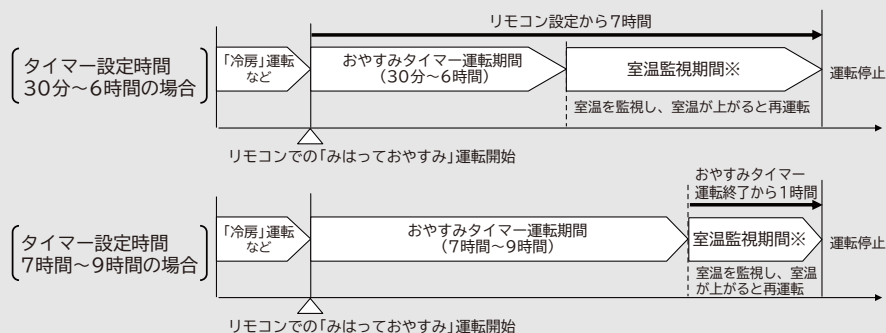 リモコン設定から7時間
タイマー設定時間
30分～6時間の場合
「冷房」運転
など
おやすみタイマー運転期間
（30分～6時間）
室温監視期間※
運転停止
室温を監視し、室温が上がると再運転
リモコンでの「みはっておやすみ」運転開始
おやすみタイマー
運転終了から1時間
タイマー設定時間
7時間～9時間の場合
「冷房」運転
など
おやすみタイマー運転期間
（7時間～9時間）
室温監視期間※
運転停止
室温を監視し、室温
が上がると再運転
リモコンでの「みはっておやすみ」運転開始